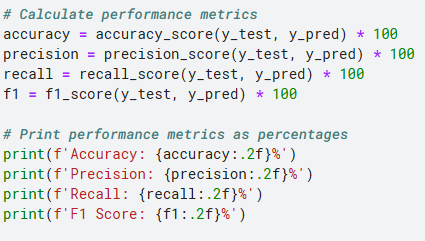 # Calculate performance metrics
accuracy = accuracy_score(y_test, y_pred) * 100
precision = precision_score(y_test, y_pred) * 100
recall = recall_score(y_test, y_pred) * 100
f1 = f1_score(y_test, y_pred) * 100

# Print performance metrics as percentages
print(f'Accuracy: {accuracy:.2f}%')
print(f'Precision: {precision:.2f}%')
print(f'Recall: {recall:.2f}%')
print(f'F1 Score: {f1:.2f}%')